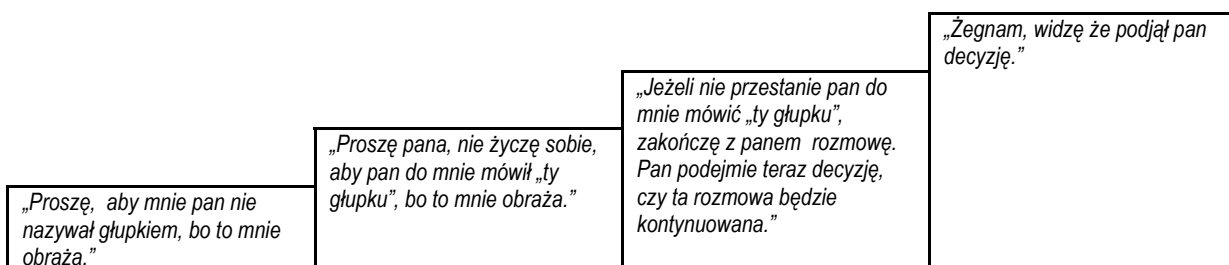 „Proszę, aby mnie pan nie
nazywał głupkiem, bo to mnie
obraża.”
„Proszę pana, nie życzę sobie,
aby pan do mnie mówił „ty
głupku”, bo to mnie obraża.”
„Jeżeli nie przestanie pan do
mnie mówić „ty głupku”,
zakończę z panem rozmowę.
Pan podejmie teraz decyzję,
czy ta rozmowa będzie
kontynuowana.”
„Żegnam, widzę że podjął pan
decyzję.”